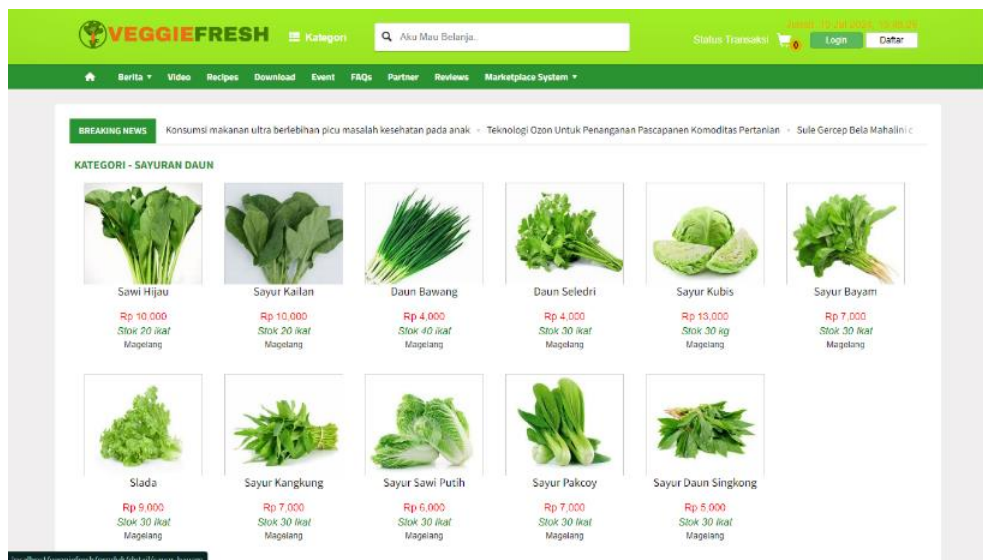 VEGGIEFRESH
Kategori
Aku Mau Belanja..
Status Transaksi
0
Login
Daftar
Berita Video Recipes Download Event FAQs Partner Reviews Marketplace System
BREAKING NEWS
Konsumsi makanan ultra berlebihan picu masalah kesehatan pada anak
Teknologi Ozon Untuk Penanganan Pascapanen Komoditas Pertanian
Sule Gercep Bela Mahalini
KATEGORI - SAYURAN DAUN
Sawi Hijau
Rp 10,000
Stok 20 Ikat
Magelang
Sayur Kailan
Rp 10,000
Stok 20 Ikat
Magelang
Daun Bawang
Rp 4,000
Stok 40 Ikat
Magelang
Daun Seledri
Rp 4,000
Stok 30 Ikat
Magelang
Sayur Kubis
Rp 13,000
Stok 30 kg
Magelang
Sayur Bayam
Rp 7,000
Stok 30 Ikat
Magelang
Slada
Rp 9,000
Stok 30 Ikat
Magelang
Sayur Kangkung
Rp 7,000
Stok 30 Ikat
Magelang
Sayur Sawi Putih
Rp 6,000
Stok 30 Ikat
Magelang
Sayur Pakcoy
Rp 7,000
Stok 30 Ikat
Magelang
Sayur Daun Singkong
Rp 5,000
Stok 30 Ikat
Magelang